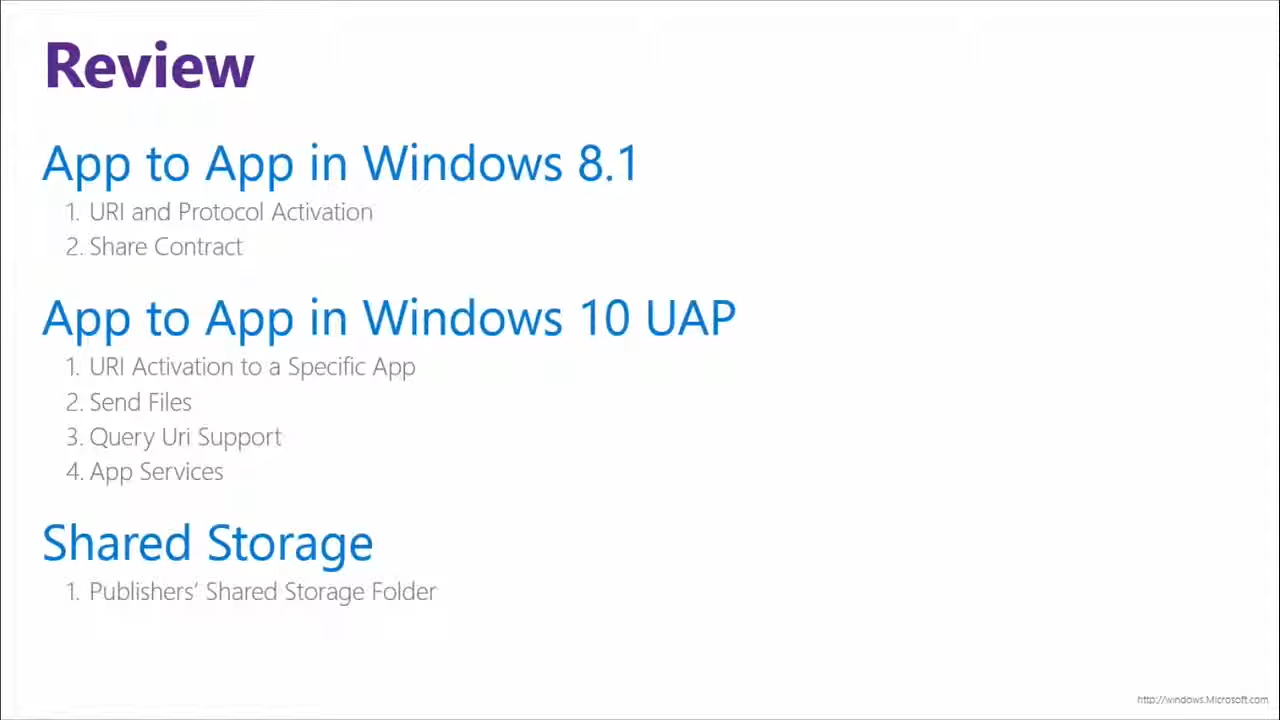 Review
App to App in Windows 8.1
1. URI and Protocol Activation
2. Share Contract
App to App in Windows 10 UAP
1. URI Activation to a Specific App
2. Send Files
3. Query Uri Support
4. App Services
Shared Storage
1. Publishers’ Shared Storage Folder
http://windows.Microsoft.com